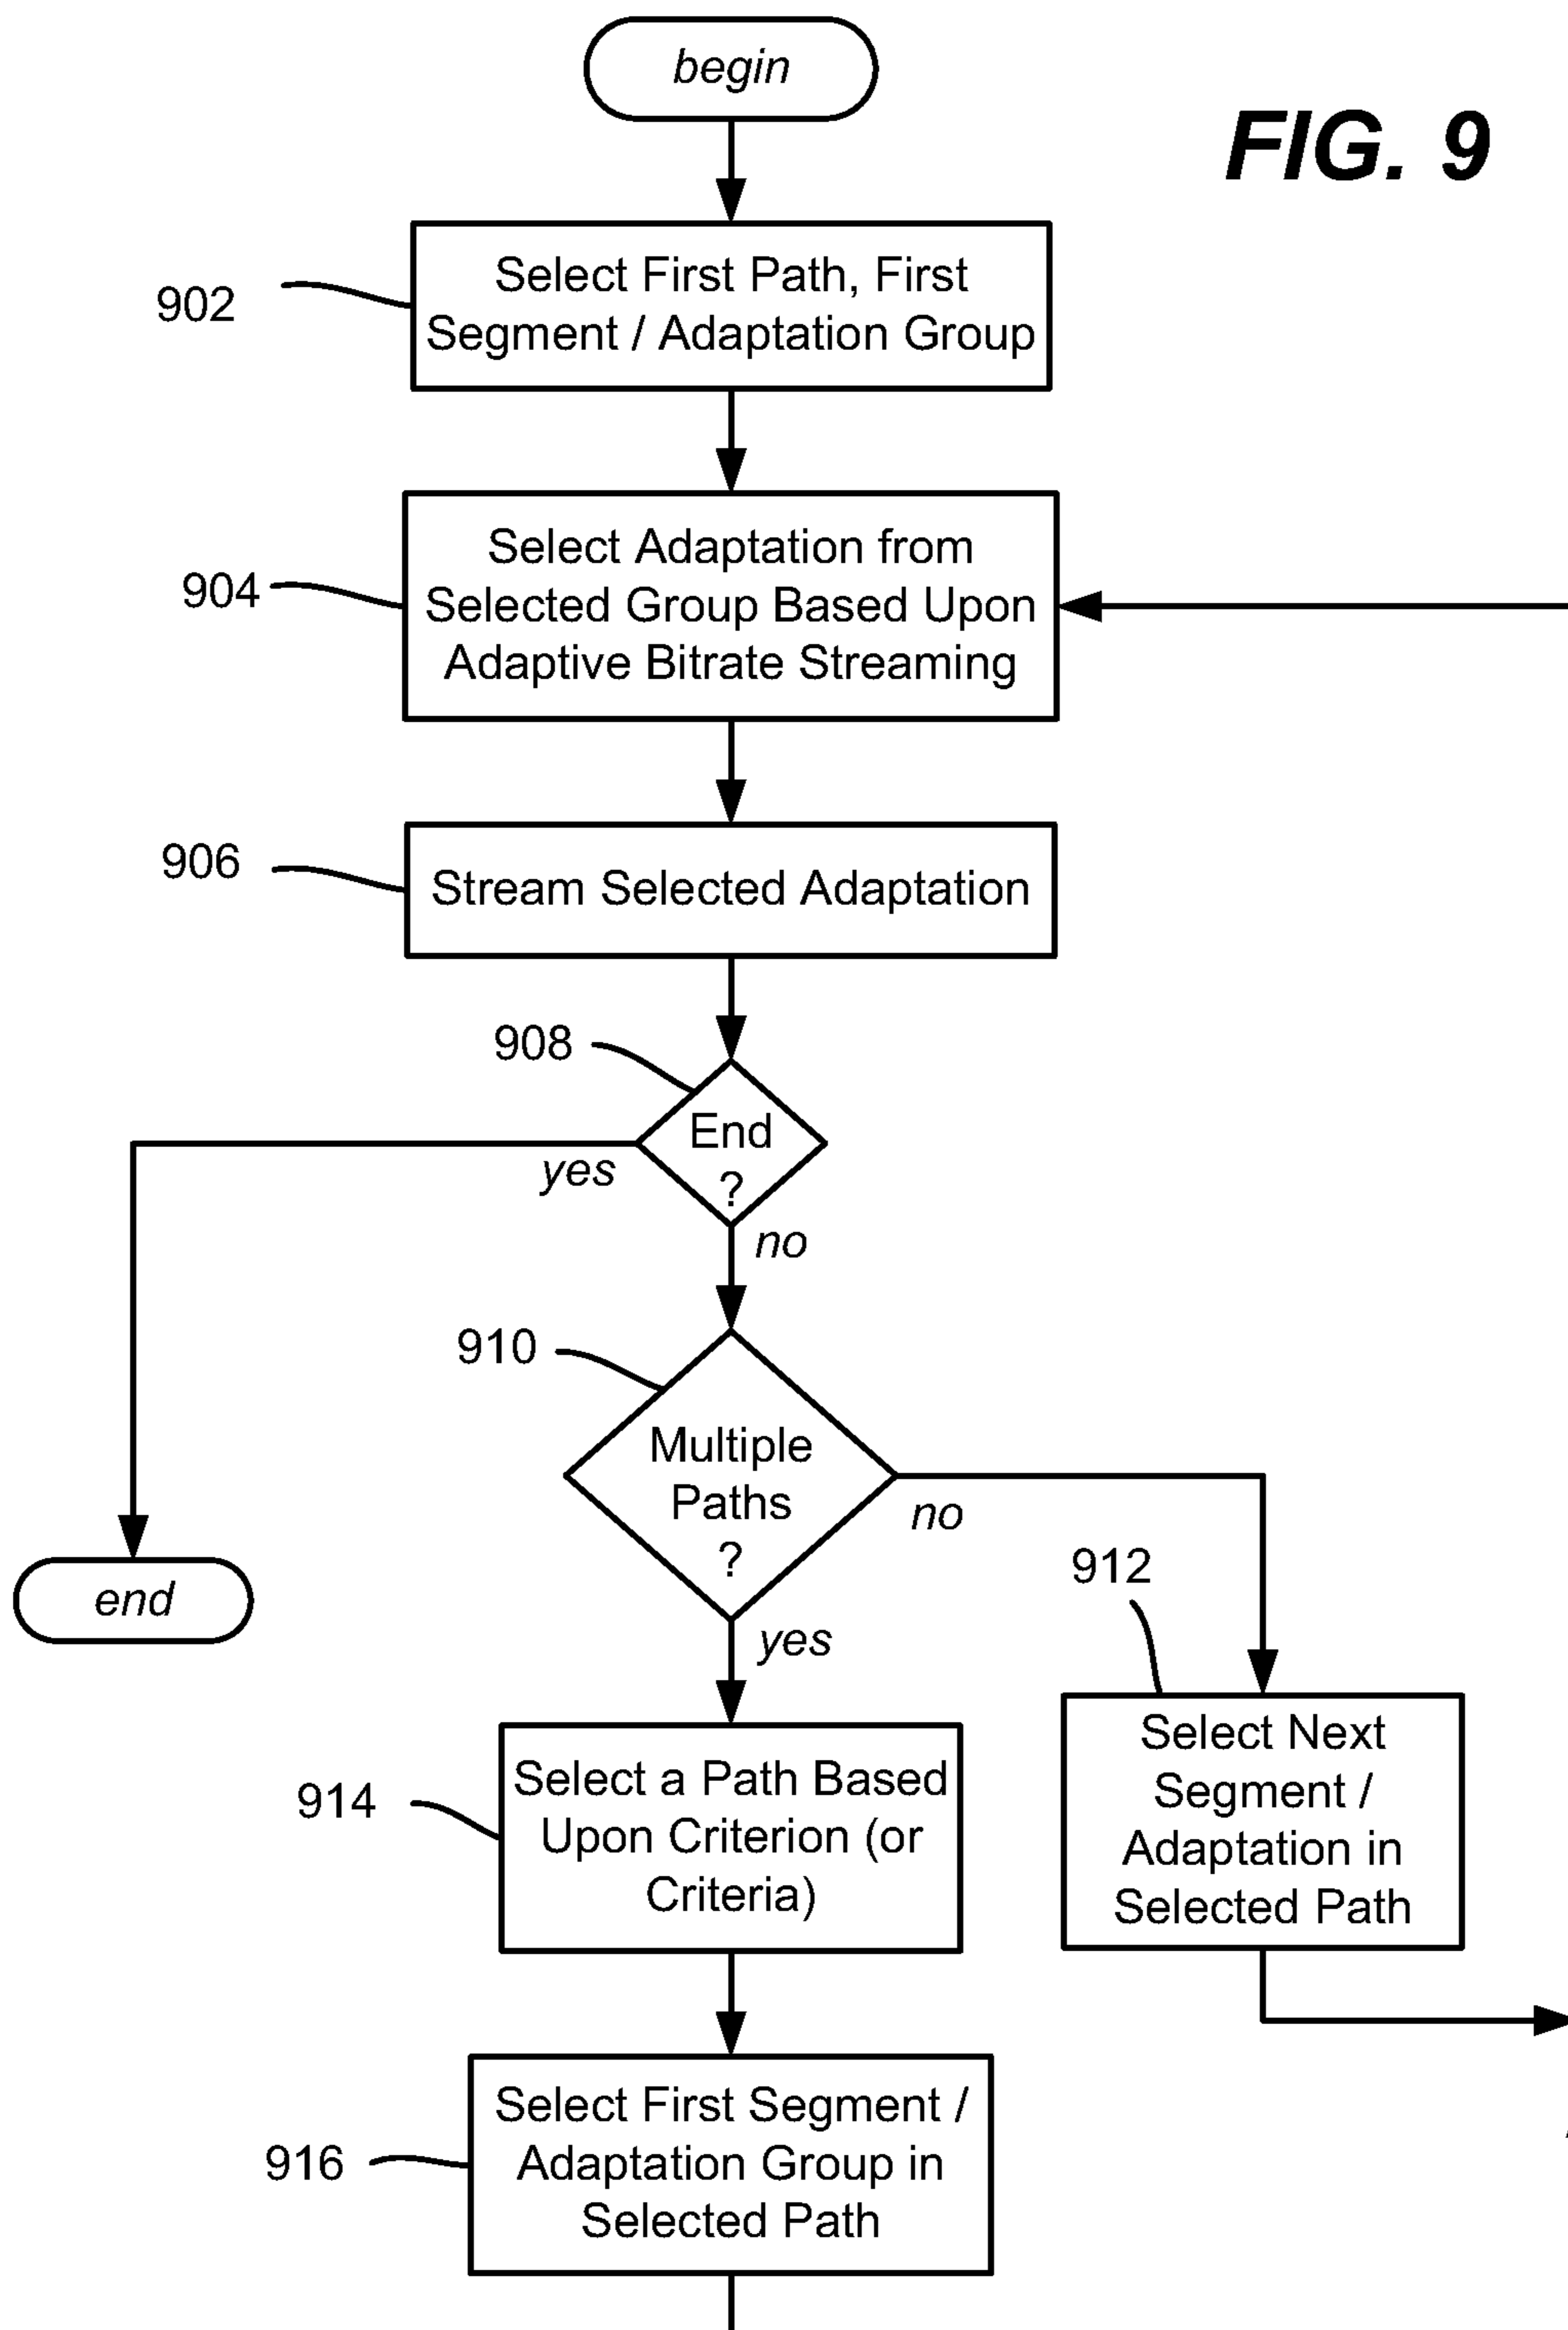 begin
FIG. 9
902
Select First Path, First
Segment / Adaptation Group
904
Select Adaptation from
Selected Group Based Upon
Adaptive Bitrate Streaming
906
Stream Selected Adaptation
908
End
?
yes
no
910
Multiple
Paths
?
no
yes
end
912
Select Next
Segment /
Adaptation in
Selected Path
914
Select a Path Based
Upon Criterion (or
Criteria)
916
Select First Segment /
Adaptation Group in
Selected Path